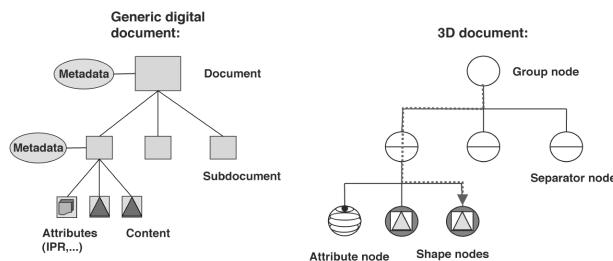 Generic digital
document:
Metadata
Document
Metadata
Subdocument
Attributes
(IPR,...)
Content
3D document:
Group node
Separator node
Attribute node
Shape nodes